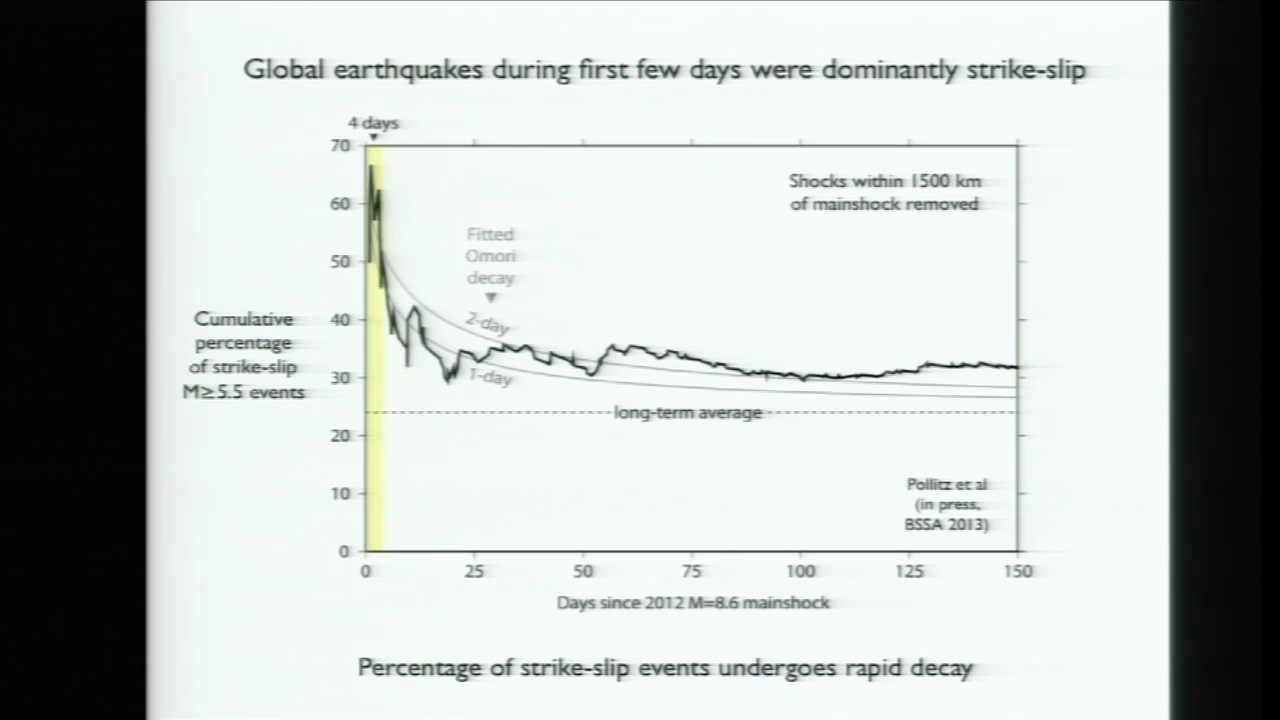 Global earthquakes during first few days were dominantly strike-slip
4 days
70
60
50
40
30
20
10
0
Cumulative
percentage
of strike-slip
M≥5.5 events
Shocks within 1500 km
of mainshock removed
Fitted
Omori
decay
2-day
1-day
long-term average
Pollitz et al
(in press,
BSSA 2013)
0 25 50 75 100 125 150
Days since 2012 M=8.6 mainshock
Percentage of strike-slip events undergoes rapid decay